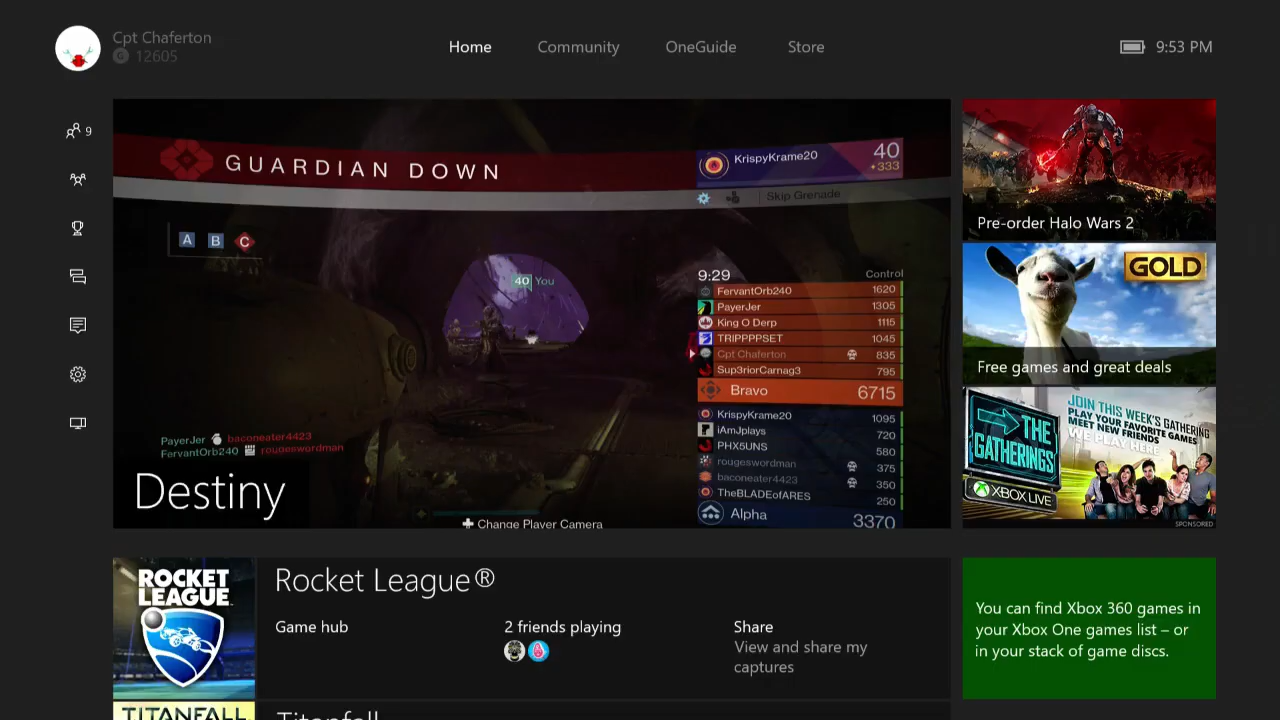 Cpt Chaferton
G 12605
Home
Community
OneGuide
Store
9:53 PM
9
GUARDIAN DOWN
KrispyKrame20
40
+333
Skip Grenade
A B C
40 You
9:29 Control
FervantOrb240 1620
PayerJer 1305
King O Derp 1115
TRIPPPPSET 1045
Cpt Chaferton 835
Sup3riorCarnag3 795
Bravo 6715
KrispyKrame20 1095
iAmJplays 720
PHX5UNS 580
rougeswordman 375
baconeater4423 350
TheBLADEofARES 250
Alpha 3370
PayerJer baconeater4423
FervantOrb240 rougeswordman
Destiny
Change Player Camera
Pre-order Halo Wars 2
GOLD
Free games and great deals
THE
GATHERINGS
XBOX LIVE
JOIN THIS WEEK'S GATHERING
PLAY YOUR FAVORITE GAMES
MEET NEW FRIENDS
WE PLAY HERE
SPONSORED
ROCKET
LEAGUE
Rocket League®
Game hub
2 friends playing
Share
View and share my
captures
You can find Xbox 360 games in
your Xbox One games list – or
in your stack of game discs.
TITANFALL
Titanfall